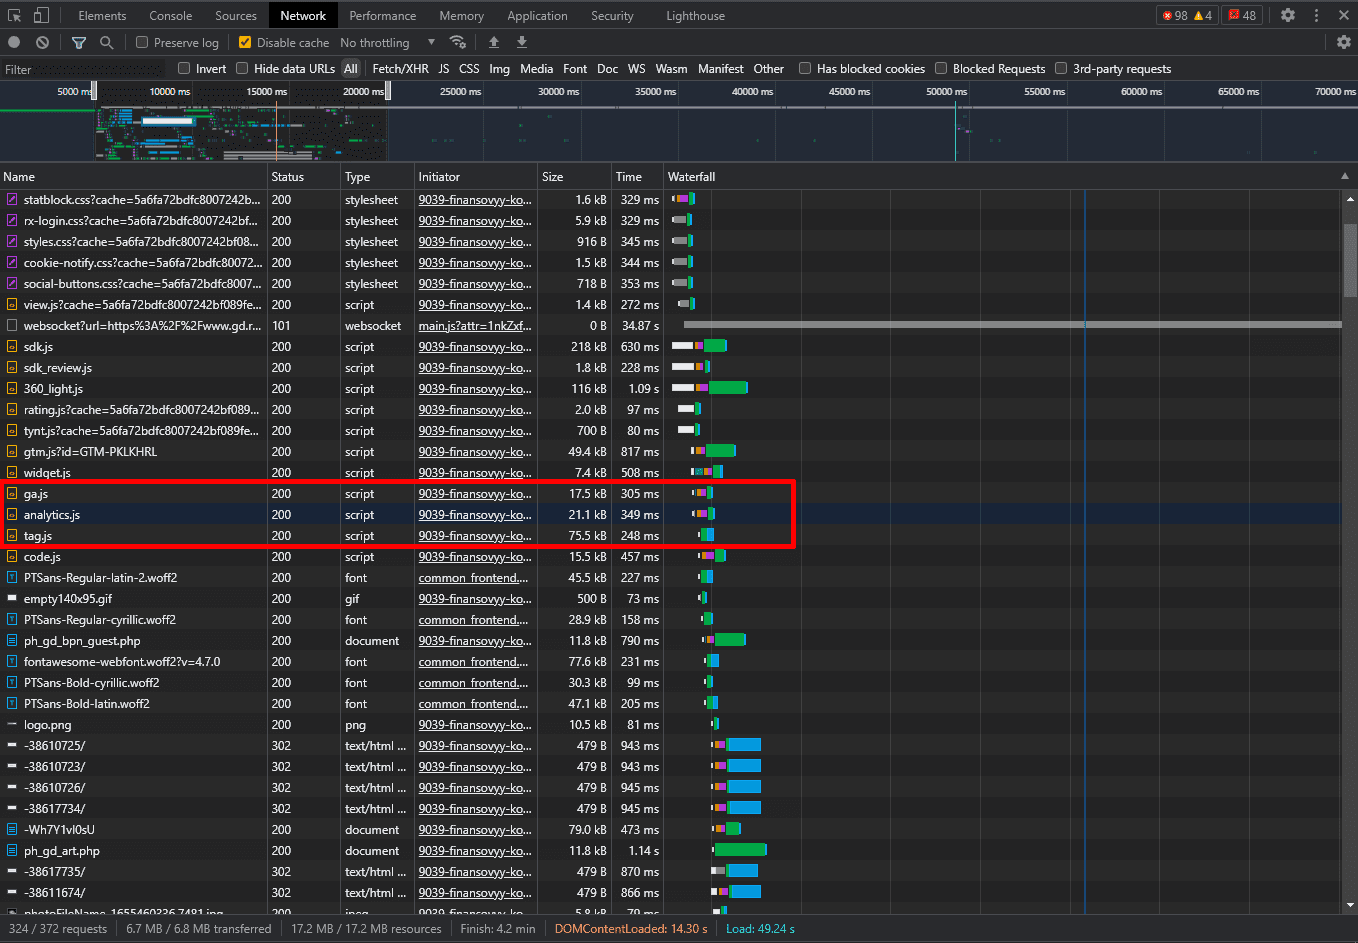 Elements Console Sources Network Performance Memory Application Security Lighthouse 98 4 48
Preserve log Disable cache No throttling
Filter Invert Hide data URLs All Fetch/XHR JS CSS Img Media Font Doc WS Wasm Manifest Other Has blocked cookies Blocked Requests 3rd-party requests
5000 ms 10000 ms 15000 ms 20000 ms 25000 ms 30000 ms 35000 ms 40000 ms 45000 ms 50000 ms 55000 ms 60000 ms 65000 ms 70000 ms
Name Status Type Initiator Size Time Waterfall
statblock.css?cache=5a6fa72bdfc8007242b... 200 stylesheet 9039-finansovyy-ko... 1.6 kB 329 ms
rx-login.css?cache=5a6fa72bdfc8007242bf... 200 stylesheet 9039-finansovyy-ko... 5.9 kB 329 ms
styles.css?cache=5a6fa72bdfc8007242bf08... 200 stylesheet 9039-finansovyy-ko... 916 B 345 ms
cookie-notify.css?cache=5a6fa72bdfc80072... 200 stylesheet 9039-finansovyy-ko... 1.5 kB 344 ms
social-buttons.css?cache=5a6fa72bdfc8007... 200 stylesheet 9039-finansovyy-ko... 718 B 353 ms
view.js?cache=5a6fa72bdfc8007242bf089fe... 200 script 9039-finansovyy-ko... 1.4 kB 272 ms
websocket?url=https%3A%2F%2Fwww.gd.r... 101 websocket main.js?attr=1nkZxf... 0 B 34.87 s
sdk.js 200 script 9039-finansovyy-ko... 218 kB 630 ms
sdk_review.js 200 script 9039-finansovyy-ko... 1.8 kB 228 ms
360_light.js 200 script 9039-finansovyy-ko... 116 kB 1.09 s
rating.js?cache=5a6fa72bdfc8007242bf089... 200 script 9039-finansovyy-ko... 2.0 kB 97 ms
tynt.js?cache=5a6fa72bdfc8007242bf089fe... 200 script 9039-finansovyy-ko... 700 B 80 ms
gtm.js?id=GTM-PKLKHRL 200 script 9039-finansovyy-ko... 49.4 kB 817 ms
widget.js 200 script 9039-finansovyy-ko... 7.4 kB 508 ms
ga.js 200 script 9039-finansovyy-ko... 17.5 kB 305 ms
analytics.js 200 script 9039-finansovyy-ko... 21.1 kB 349 ms
tag.js 200 script 9039-finansovyy-ko... 75.5 kB 248 ms
code.js 200 script 9039-finansovyy-ko... 15.5 kB 457 ms
PTSans-Regular-latin-2.woff2 200 font common_frontend.... 45.5 kB 227 ms
empty140x95.gif 200 gif 9039-finansovyy-ko... 500 B 73 ms
PTSans-Regular-cyrillic.woff2 200 font common_frontend.... 28.9 kB 158 ms
ph_gd_bpn_guest.php 200 document 9039-finansovyy-ko... 11.8 kB 790 ms
fontawesome-webfont.woff2?v=4.7.0 200 font common_frontend.... 77.6 kB 231 ms
PTSans-Bold-cyrillic.woff2 200 font common_frontend.... 30.3 kB 99 ms
PTSans-Bold-latin.woff2 200 font common_frontend.... 47.1 kB 205 ms
logo.png 200 png 9039-finansovyy-ko... 10.5 kB 81 ms
-38610725/ 302 text/html ... 9039-finansovyy-ko... 479 B 943 ms
-38610723/ 302 text/html ... 9039-finansovyy-ko... 479 B 943 ms
-38610726/ 302 text/html ... 9039-finansovyy-ko... 479 B 945 ms
-38617734/ 302 text/html ... 9039-finansovyy-ko... 479 B 945 ms
-Wh7Y1vI0sU 200 document 9039-finansovyy-ko... 79.0 kB 473 ms
ph_gd_art.php 200 document 9039-finansovyy-ko... 11.8 kB 1.14 s
-38617735/ 302 text/html ... 9039-finansovyy-ko... 479 B 870 ms
-38611674/ 302 text/html ... 9039-finansovyy-ko... 479 B 866 ms
photoFileName_1655460336.7481.jpg 200 jpeg 9039-finansovyy-ko... 5.8 kB 79 ms
324 / 372 requests 6.7 MB / 6.8 MB transferred 17.2 MB / 17.2 MB resources Finish: 4.2 min DOMContentLoaded: 14.30 s Load: 49.24 s